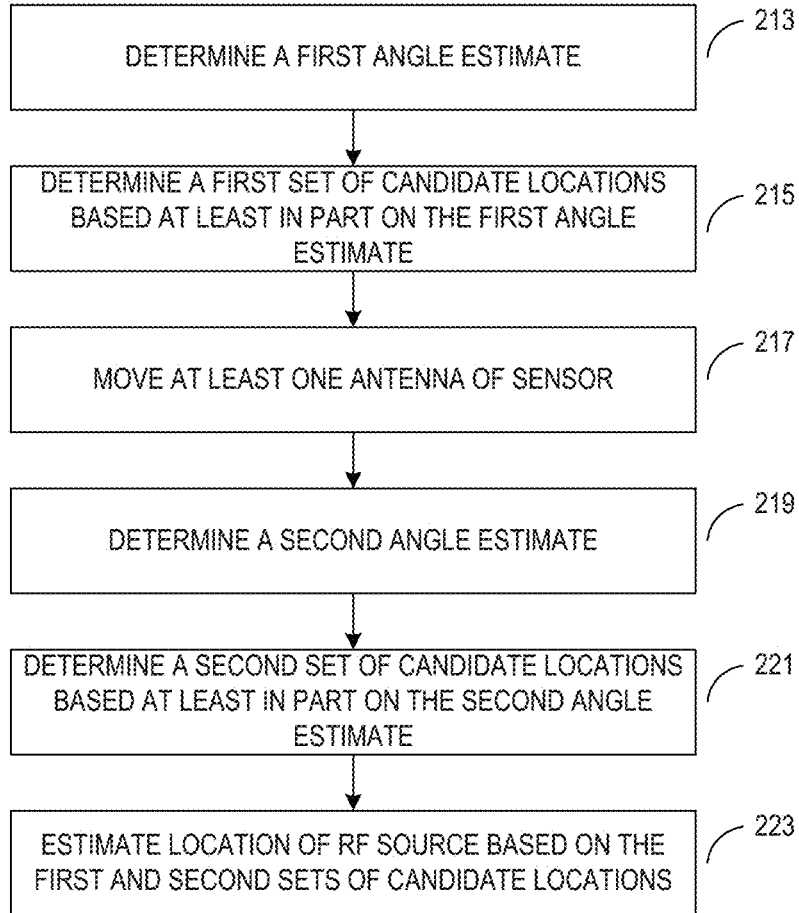 DETERMINE A FIRST ANGLE ESTIMATE
213
DETERMINE A FIRST SET OF CANDIDATE LOCATIONS
BASED AT LEAST IN PART ON THE FIRST ANGLE
ESTIMATE
215
MOVE AT LEAST ONE ANTENNA OF SENSOR
217
DETERMINE A SECOND ANGLE ESTIMATE
219
DETERMINE A SECOND SET OF CANDIDATE LOCATIONS
BASED AT LEAST IN PART ON THE SECOND ANGLE
ESTIMATE
221
ESTIMATE LOCATION OF RF SOURCE BASED ON THE
FIRST AND SECOND SETS OF CANDIDATE LOCATIONS
223